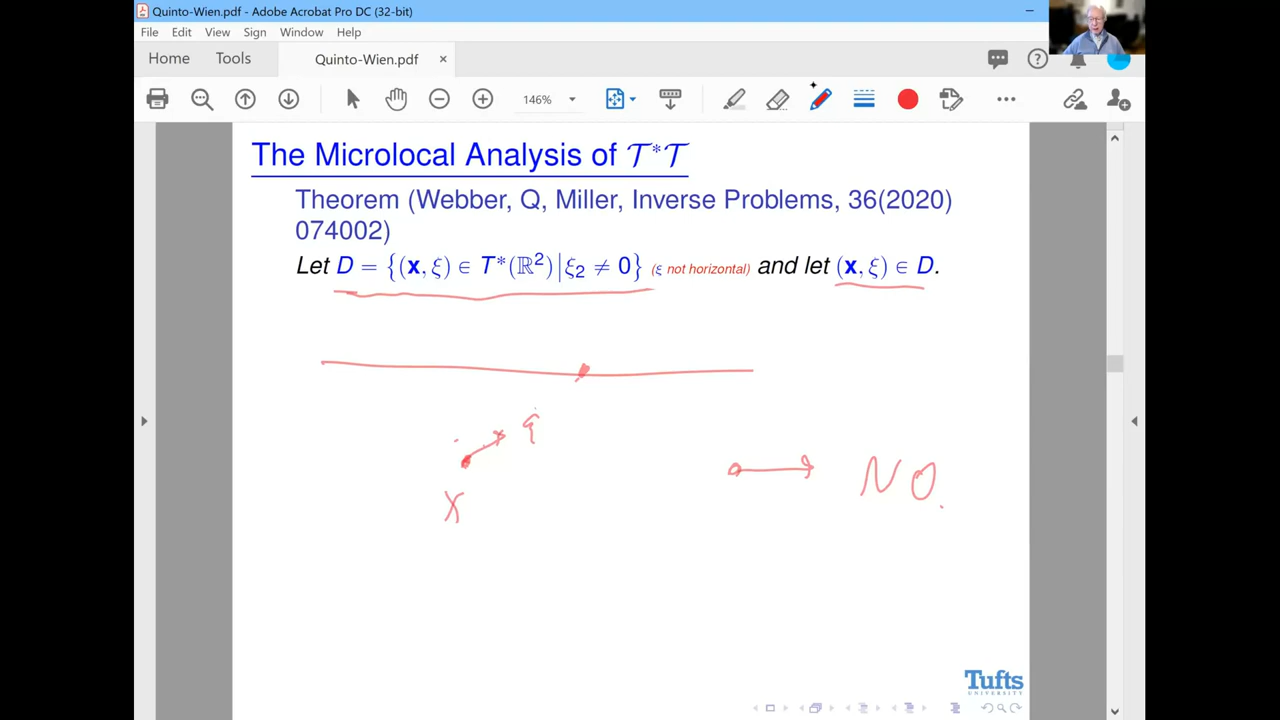 Quinto-Wien.pdf - Adobe Acrobat Pro DC (32-bit)
File Edit View Sign Window Help
Home Tools Quinto-Wien.pdf ×
146%
The Microlocal Analysis of 𝒯*𝒯
Theorem (Webber, Q, Miller, Inverse Problems, 36(2020)
074002)
Let D = {(x, ξ) ∈ T*(ℝ²)|ξ₂ ≠ 0} (ξ not horizontal) and let (x, ξ) ∈ D.
x
NO.
Tufts